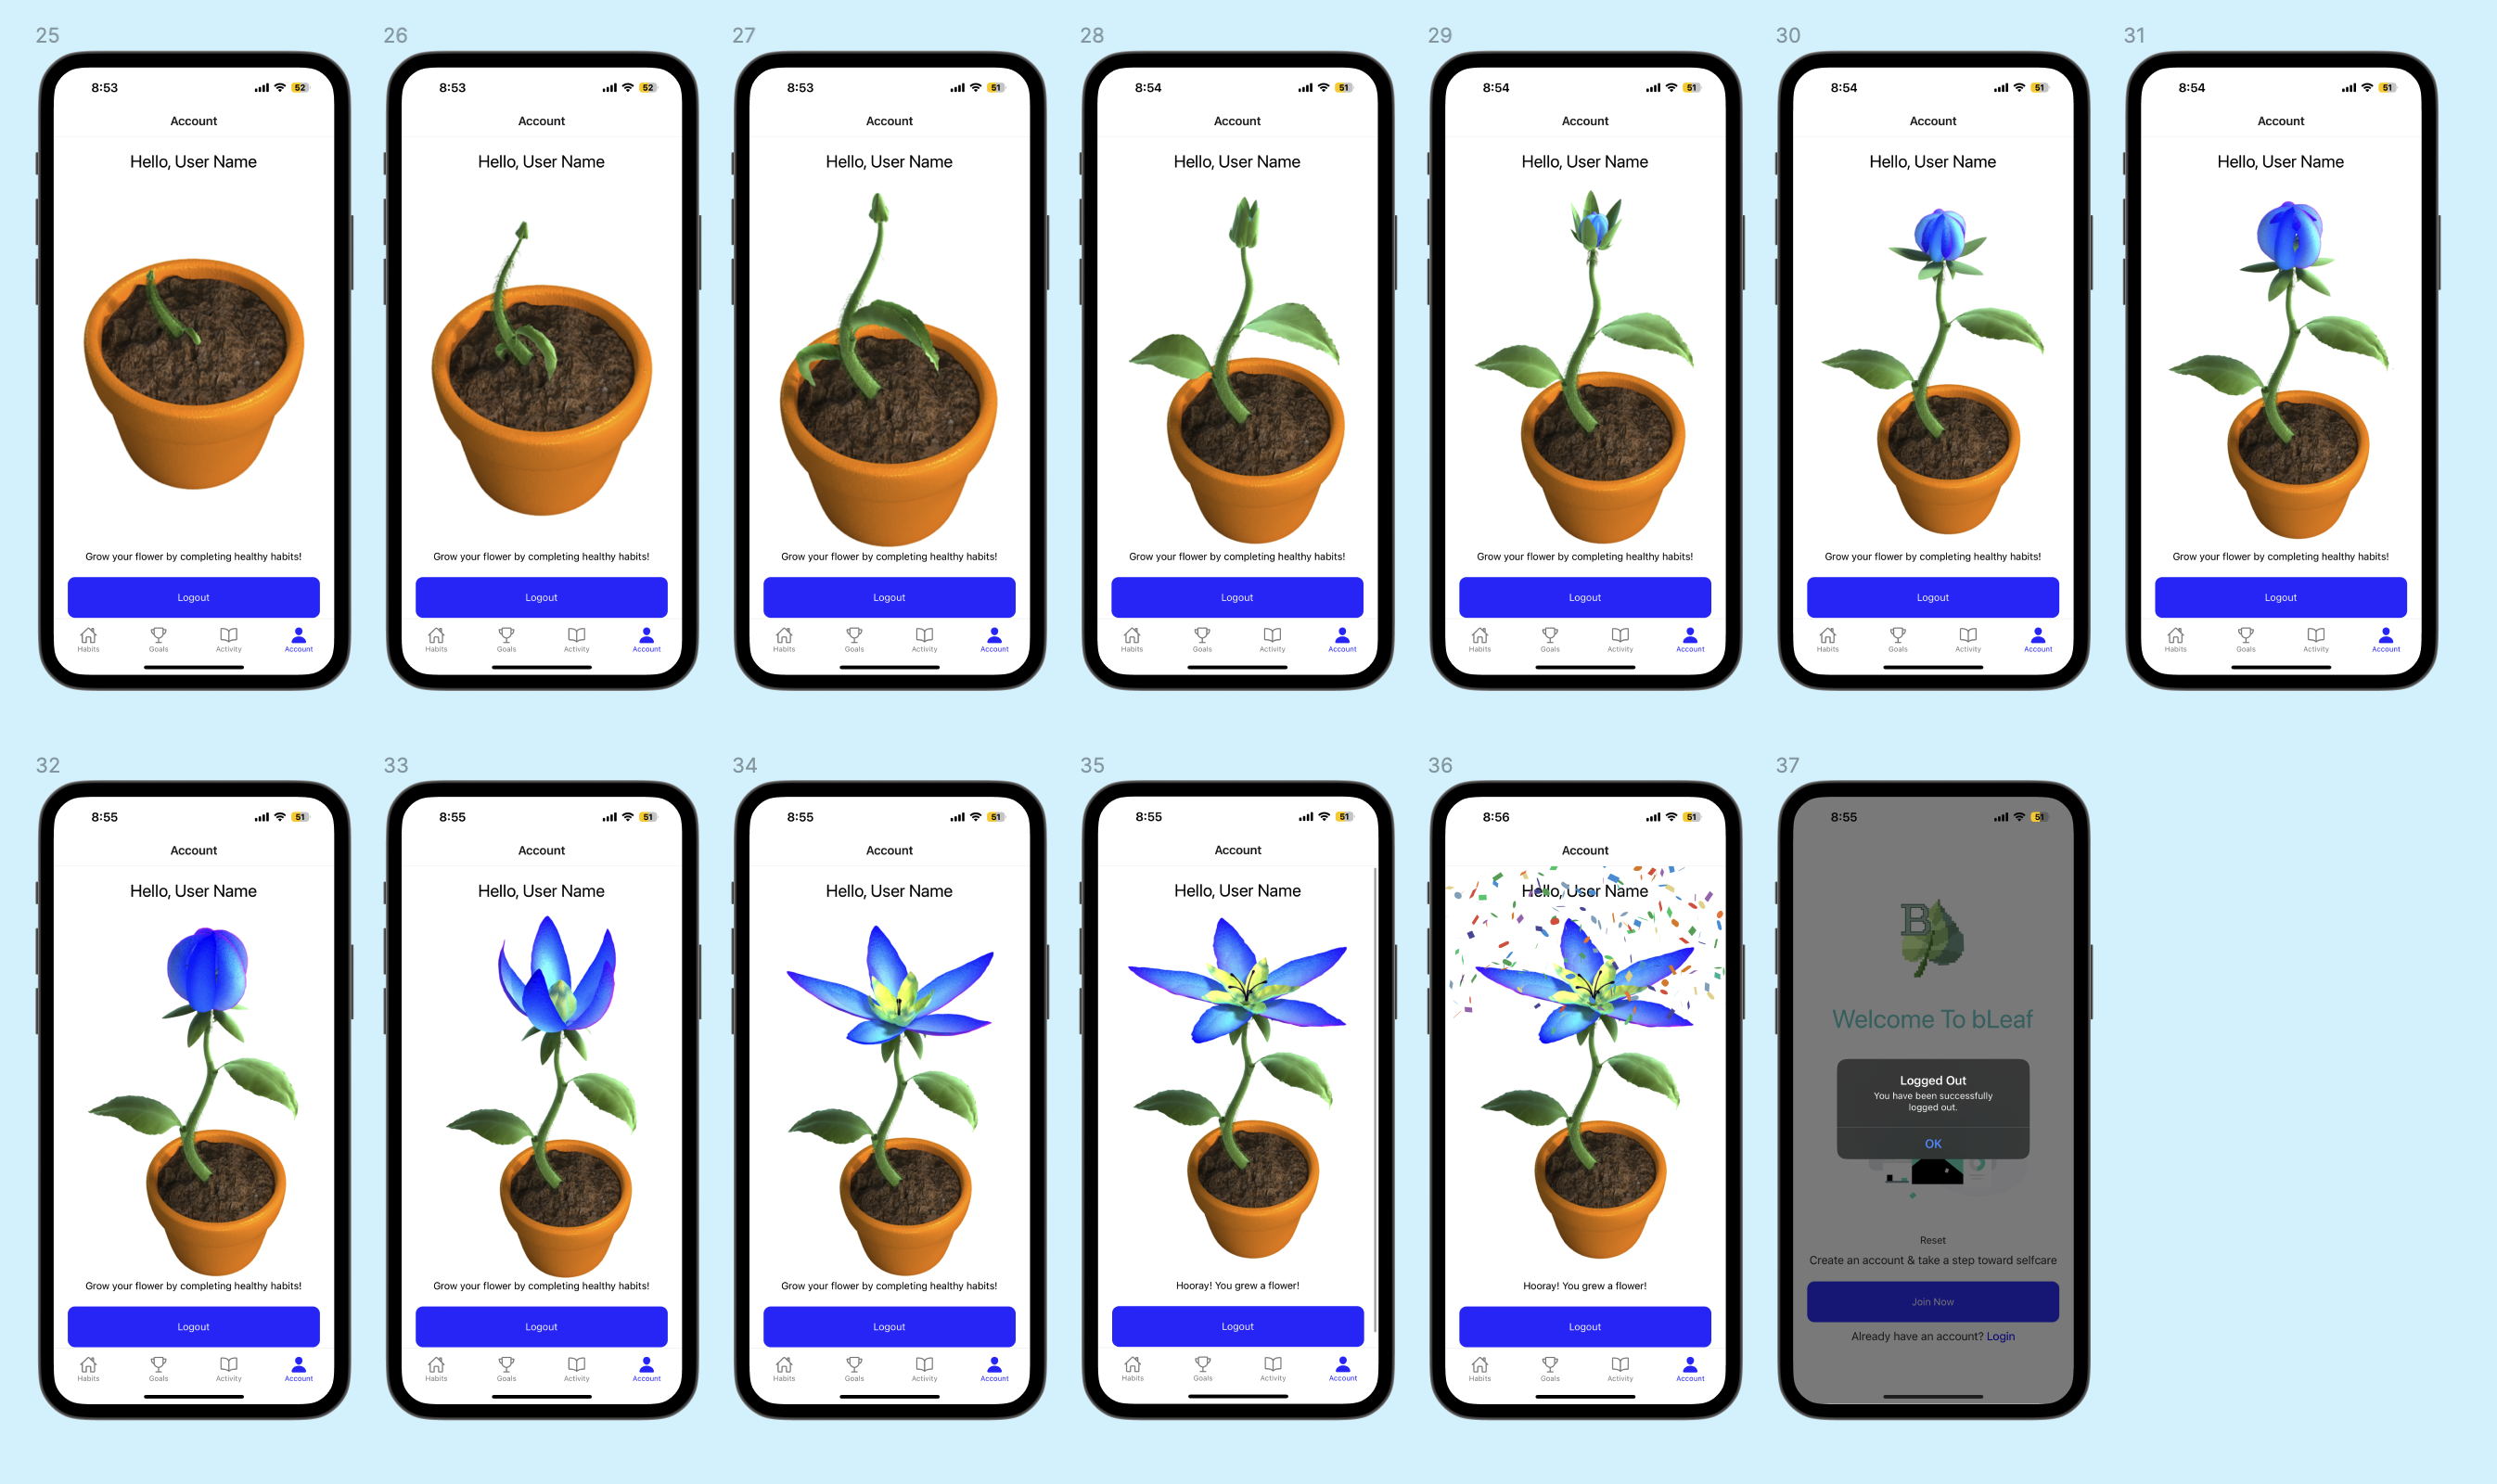 25
8:53
52
Account
Hello, User Name
Grow your flower by completing healthy habits!
Logout
Habits Goals Activity Account
26
8:53
52
Account
Hello, User Name
Grow your flower by completing healthy habits!
Logout
Habits Goals Activity Account
27
8:53
51
Account
Hello, User Name
Grow your flower by completing healthy habits!
Logout
Habits Goals Activity Account
28
8:54
51
Account
Hello, User Name
Grow your flower by completing healthy habits!
Logout
Habits Goals Activity Account
29
8:54
51
Account
Hello, User Name
Grow your flower by completing healthy habits!
Logout
Habits Goals Activity Account
30
8:54
51
Account
Hello, User Name
Grow your flower by completing healthy habits!
Logout
Habits Goals Activity Account
31
8:54
51
Account
Hello, User Name
Grow your flower by completing healthy habits!
Logout
Habits Goals Activity Account
32
8:55
51
Account
Hello, User Name
Grow your flower by completing healthy habits!
Logout
Habits Goals Activity Account
33
8:55
51
Account
Hello, User Name
Grow your flower by completing healthy habits!
Logout
Habits Goals Activity Account
34
8:55
51
Account
Hello, User Name
Grow your flower by completing healthy habits!
Logout
Habits Goals Activity Account
35
8:55
51
Account
Hello, User Name
Hooray! You grew a flower!
Logout
Habits Goals Activity Account
36
8:56
51
Account
Hello, User Name
Hooray! You grew a flower!
Logout
Habits Goals Activity Account
37
8:55
51
B
Welcome To bLeaf
Logged Out
You have been successfully
logged out.
OK
Reset
Create an account & take a step toward selfcare
Join Now
Already have an account? Login